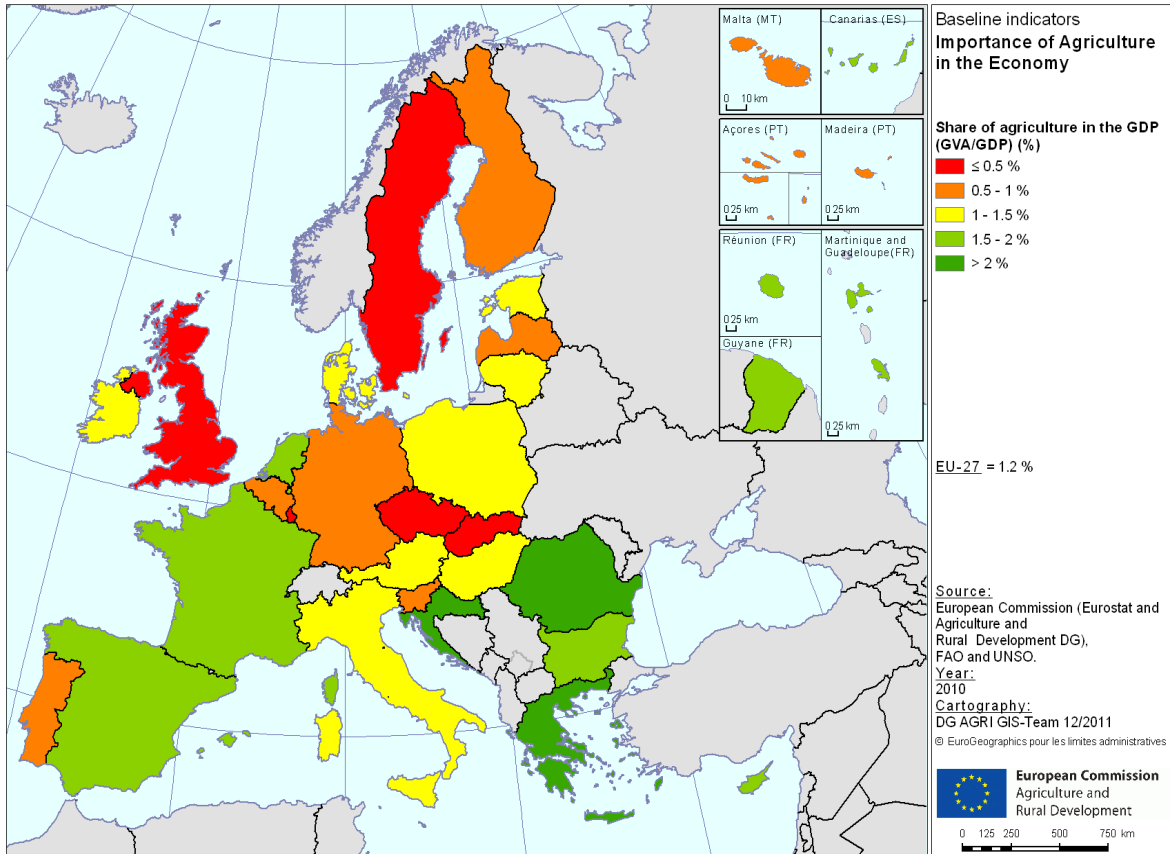 Baseline indicators
Importance of Agriculture
in the Economy
Share of agriculture in the GDP
(GVA/GDP) (%)
≤ 0.5 %
0.5 - 1 %
1 - 1.5 %
1.5 - 2 %
> 2 %
EU-27 = 1.2 %
Source:
European Commission (Eurostat and
Agriculture and
Rural Development DG),
FAO and UNSO.
Year:
2010
Cartography:
DG AGRI GIS-Team 12/2011
© EuroGeographics pour les limites administratives
European Commission
Agriculture and
Rural Development
0 125 250 500 750 km
Malta (MT)
0 10 km
Canarias (ES)
Açores (PT)
0 25 km
Madeira (PT)
0 25 km
Réunion (FR)
0 25 km
Martinique and
Guadeloupe(FR)
0 25 km
Guyane (FR)